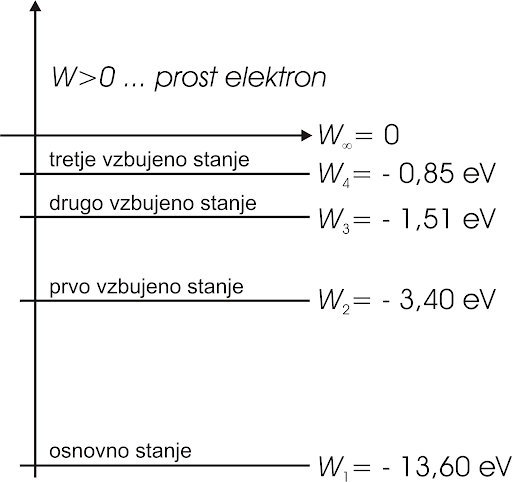 W>0 ... prost elektron
W∞= 0
tretje vzbujeno stanje
W₄= - 0,85 eV
drugo vzbujeno stanje
W₃= - 1,51 eV
prvo vzbujeno stanje
W₂= - 3,40 eV
osnovno stanje
W₁= - 13,60 eV